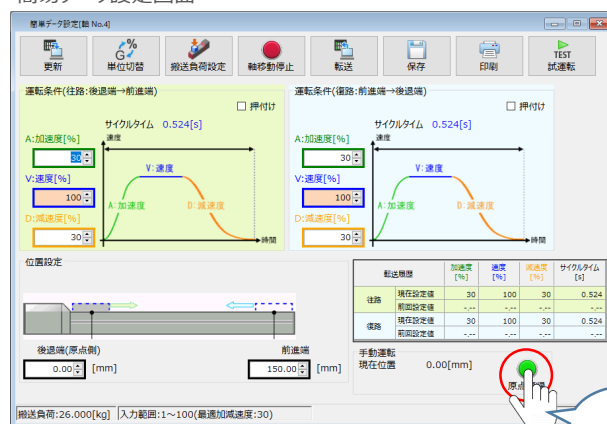 簡単データ設定[軸 No.4]
更新
単位切替
搬送負荷設定
軸移動停止
転送
保存
印刷
TEST
試運転
運転条件(往路:後退端→前進端)
押付け
サイクルタイム 0.524[s]
A:加速度[%]
30
V:速度[%]
100
D:減速度[%]
30
速度
V:速度
A:加速度
D:減速度
時間
運転条件(復路:前進端→後退端)
押付け
サイクルタイム 0.524[s]
A:加速度[%]
30
V:速度[%]
100
D:減速度[%]
30
速度
V:速度
A:加速度
D:減速度
時間
位置設定
後退端(原点側)
0.00 [mm]
前進端
150.00 [mm]
転送履歴 加速度[%] 速度[%] 減速度[%] サイクルタイム[s]
往路 現在設定値 30 100 30 0.524
前回設定値 -.-- -.-- -.-- -.--
復路 現在設定値 30 100 30 0.524
前回設定値 -.-- -.-- -.-- -.--
手動運転
現在位置 0.00[mm]
原点
搬送負荷:26.000[kg] 入力範囲:1~100(最適加減速度:30)